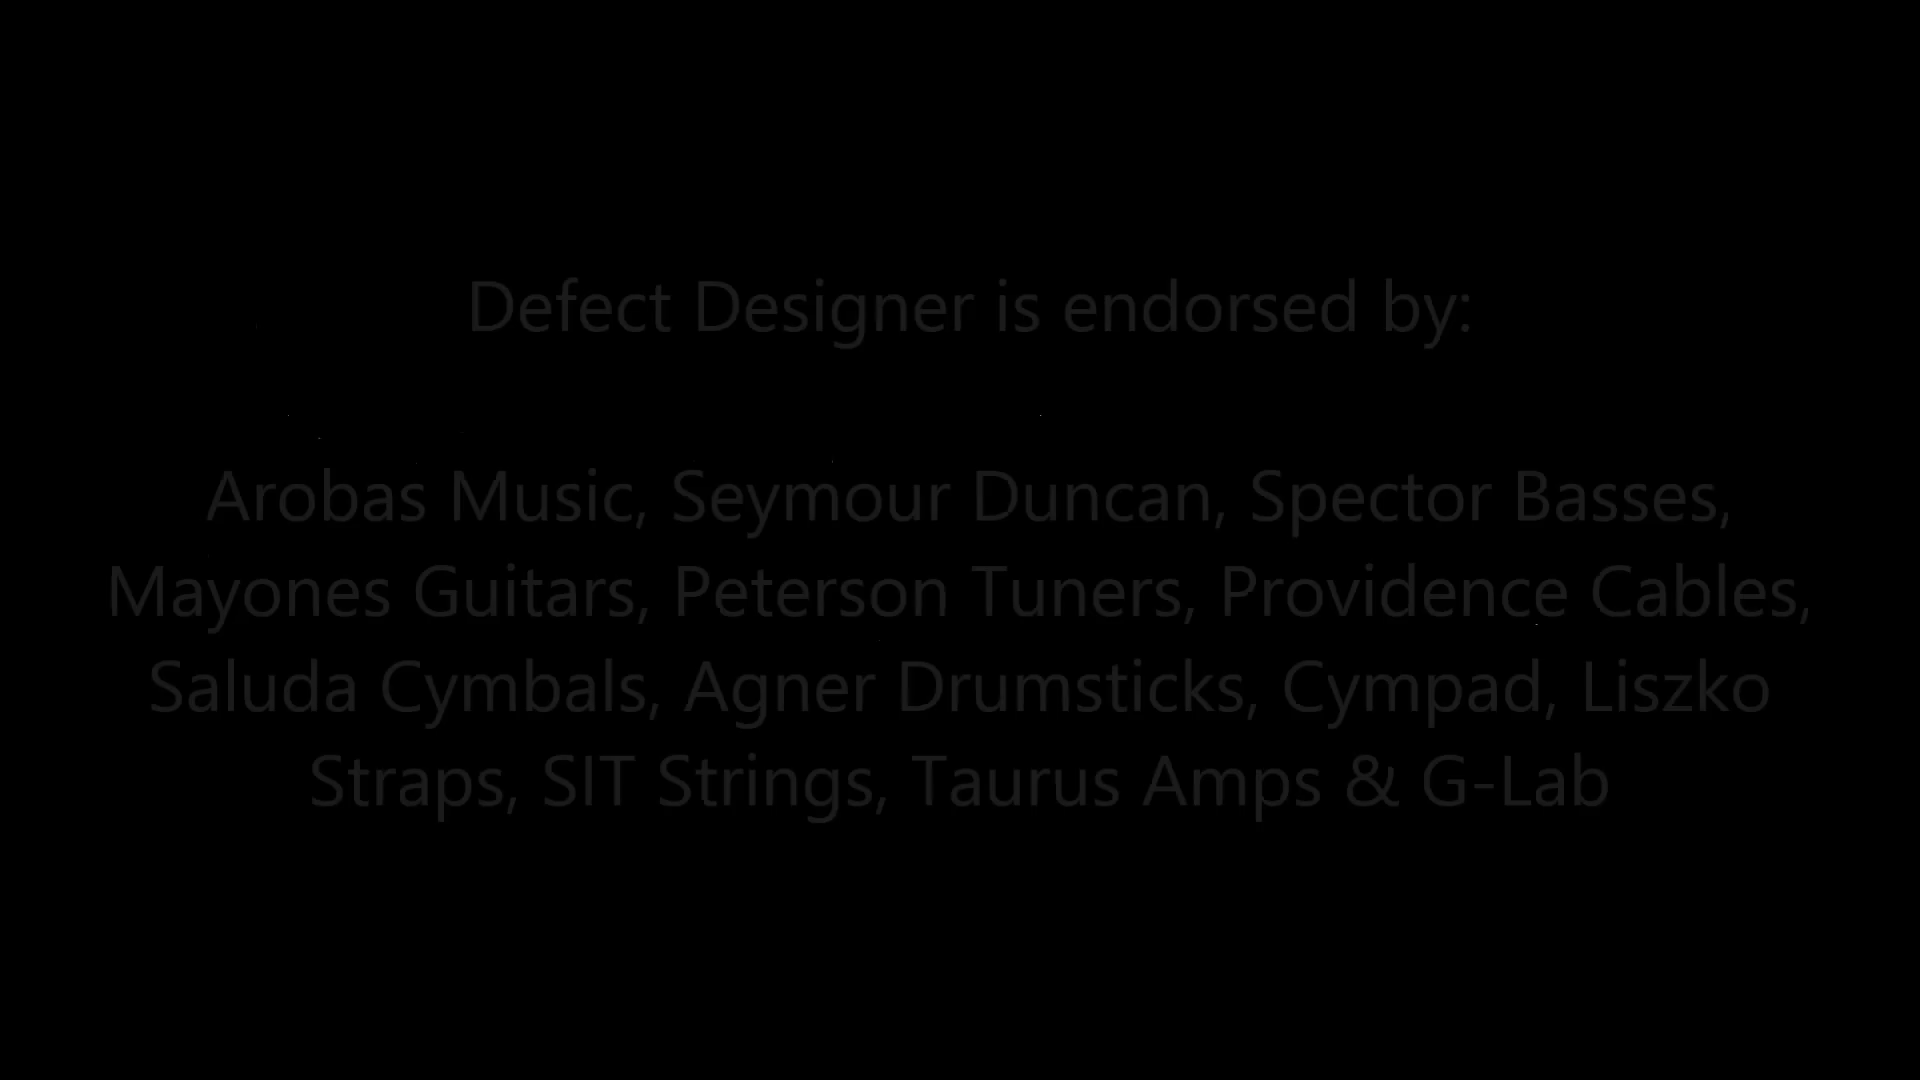 Defect Designer is endorsed by:
Arobas Music, Seymour Duncan, Spector Basses,
Mayones Guitars, Peterson Tuners, Providence Cables,
Saluda Cymbals, Agner Drumsticks, Cympad, Liszko
Straps, SIT Strings, Taurus Amps & G-Lab